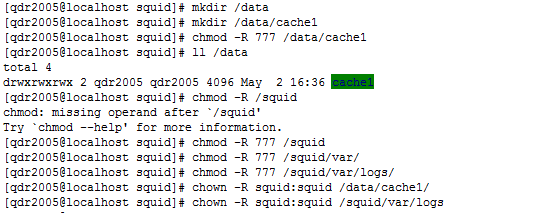 [qdr2005@localhost squid]# mkdir /data
[qdr2005@localhost squid]# mkdir /data/cache1
[qdr2005@localhost squid]# chmod -R 777 /data/cache1
[qdr2005@localhost squid]# ll /data
total 4
drwxrwxrwx 2 qdr2005 qdr2005 4096 May  2 16:36 cache1
[qdr2005@localhost squid]# chmod -R /squid
chmod: missing operand after `/squid'
Try `chmod --help' for more information.
[qdr2005@localhost squid]# chmod -R 777 /squid
[qdr2005@localhost squid]# chmod -R 777 /squid/var/
[qdr2005@localhost squid]# chmod -R 777 /squid/var/logs/
[qdr2005@localhost squid]# chown -R squid:squid /data/cache1/
[qdr2005@localhost squid]# chown -R squid:squid /squid/var/logs